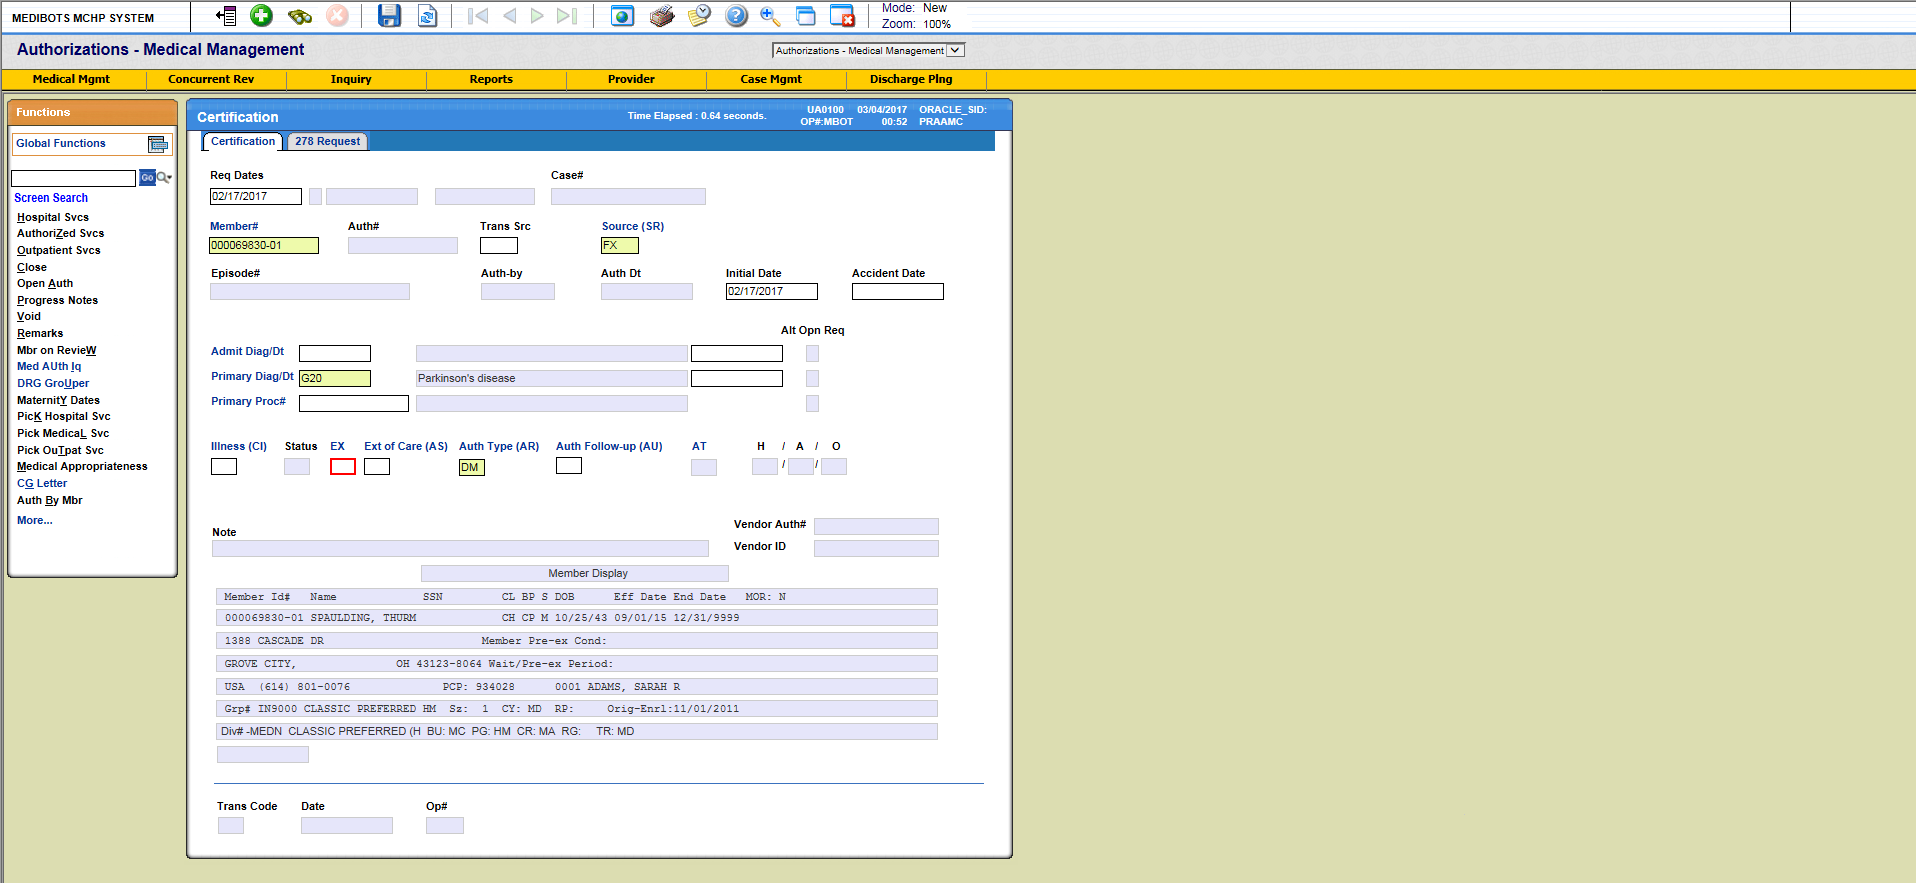 MEDIBOTS MCHP SYSTEM
Mode: New
Zoom: 100%
Authorizations - Medical Management
Authorizations - Medical Management
Medical Mgmt Concurrent Rev Inquiry Reports Provider Case Mgmt Discharge Plng
Functions
Global Functions
Go
Screen Search
Hospital Svcs
AuthoriZed Svcs
Outpatient Svcs
Close
Open Auth
Progress Notes
Void
Remarks
Mbr on RevieW
Med AUth Iq
DRG GroUper
MaternitY Dates
PicK Hospital Svc
Pick MedicaL Svc
Pick OuTpat Svc
Medical Appropriateness
CG Letter
Auth By Mbr
More...
Certification
Time Elapsed : 0.64 seconds.
UA0100 03/04/2017 ORACLE_SID:
OP#:MBOT 00:52 PRAAMC
Certification 278 Request
Req Dates Case#
02/17/2017
Member# Auth# Trans Src Source (SR)
000069830-01 FX
Episode# Auth-by Auth Dt Initial Date Accident Date
02/17/2017
Alt Opn Req
Admit Diag/Dt
Primary Diag/Dt G20 Parkinson's disease
Primary Proc#
Illness (CI) Status EX Ext of Care (AS) Auth Type (AR) Auth Follow-up (AU) AT H / A / O
DM / /
Note
Vendor Auth#
Vendor ID
Member Display
Member Id# Name SSN CL BP S DOB Eff Date End Date MOR: N
000069830-01 SPAULDING, THURM CH CP M 10/25/43 09/01/15 12/31/9999
1388 CASCADE DR Member Pre-ex Cond:
GROVE CITY, OH 43123-8064 Wait/Pre-ex Period:
USA (614) 801-0076 PCP: 934028 0001 ADAMS, SARAH R
Grp# IN9000 CLASSIC PREFERRED HM Sz: 1 CY: MD RP: Orig-Enrl:11/01/2011
Div# -MEDN CLASSIC PREFERRED (H BU: MC PG: HM CR: MA RG: TR: MD
Trans Code Date Op#